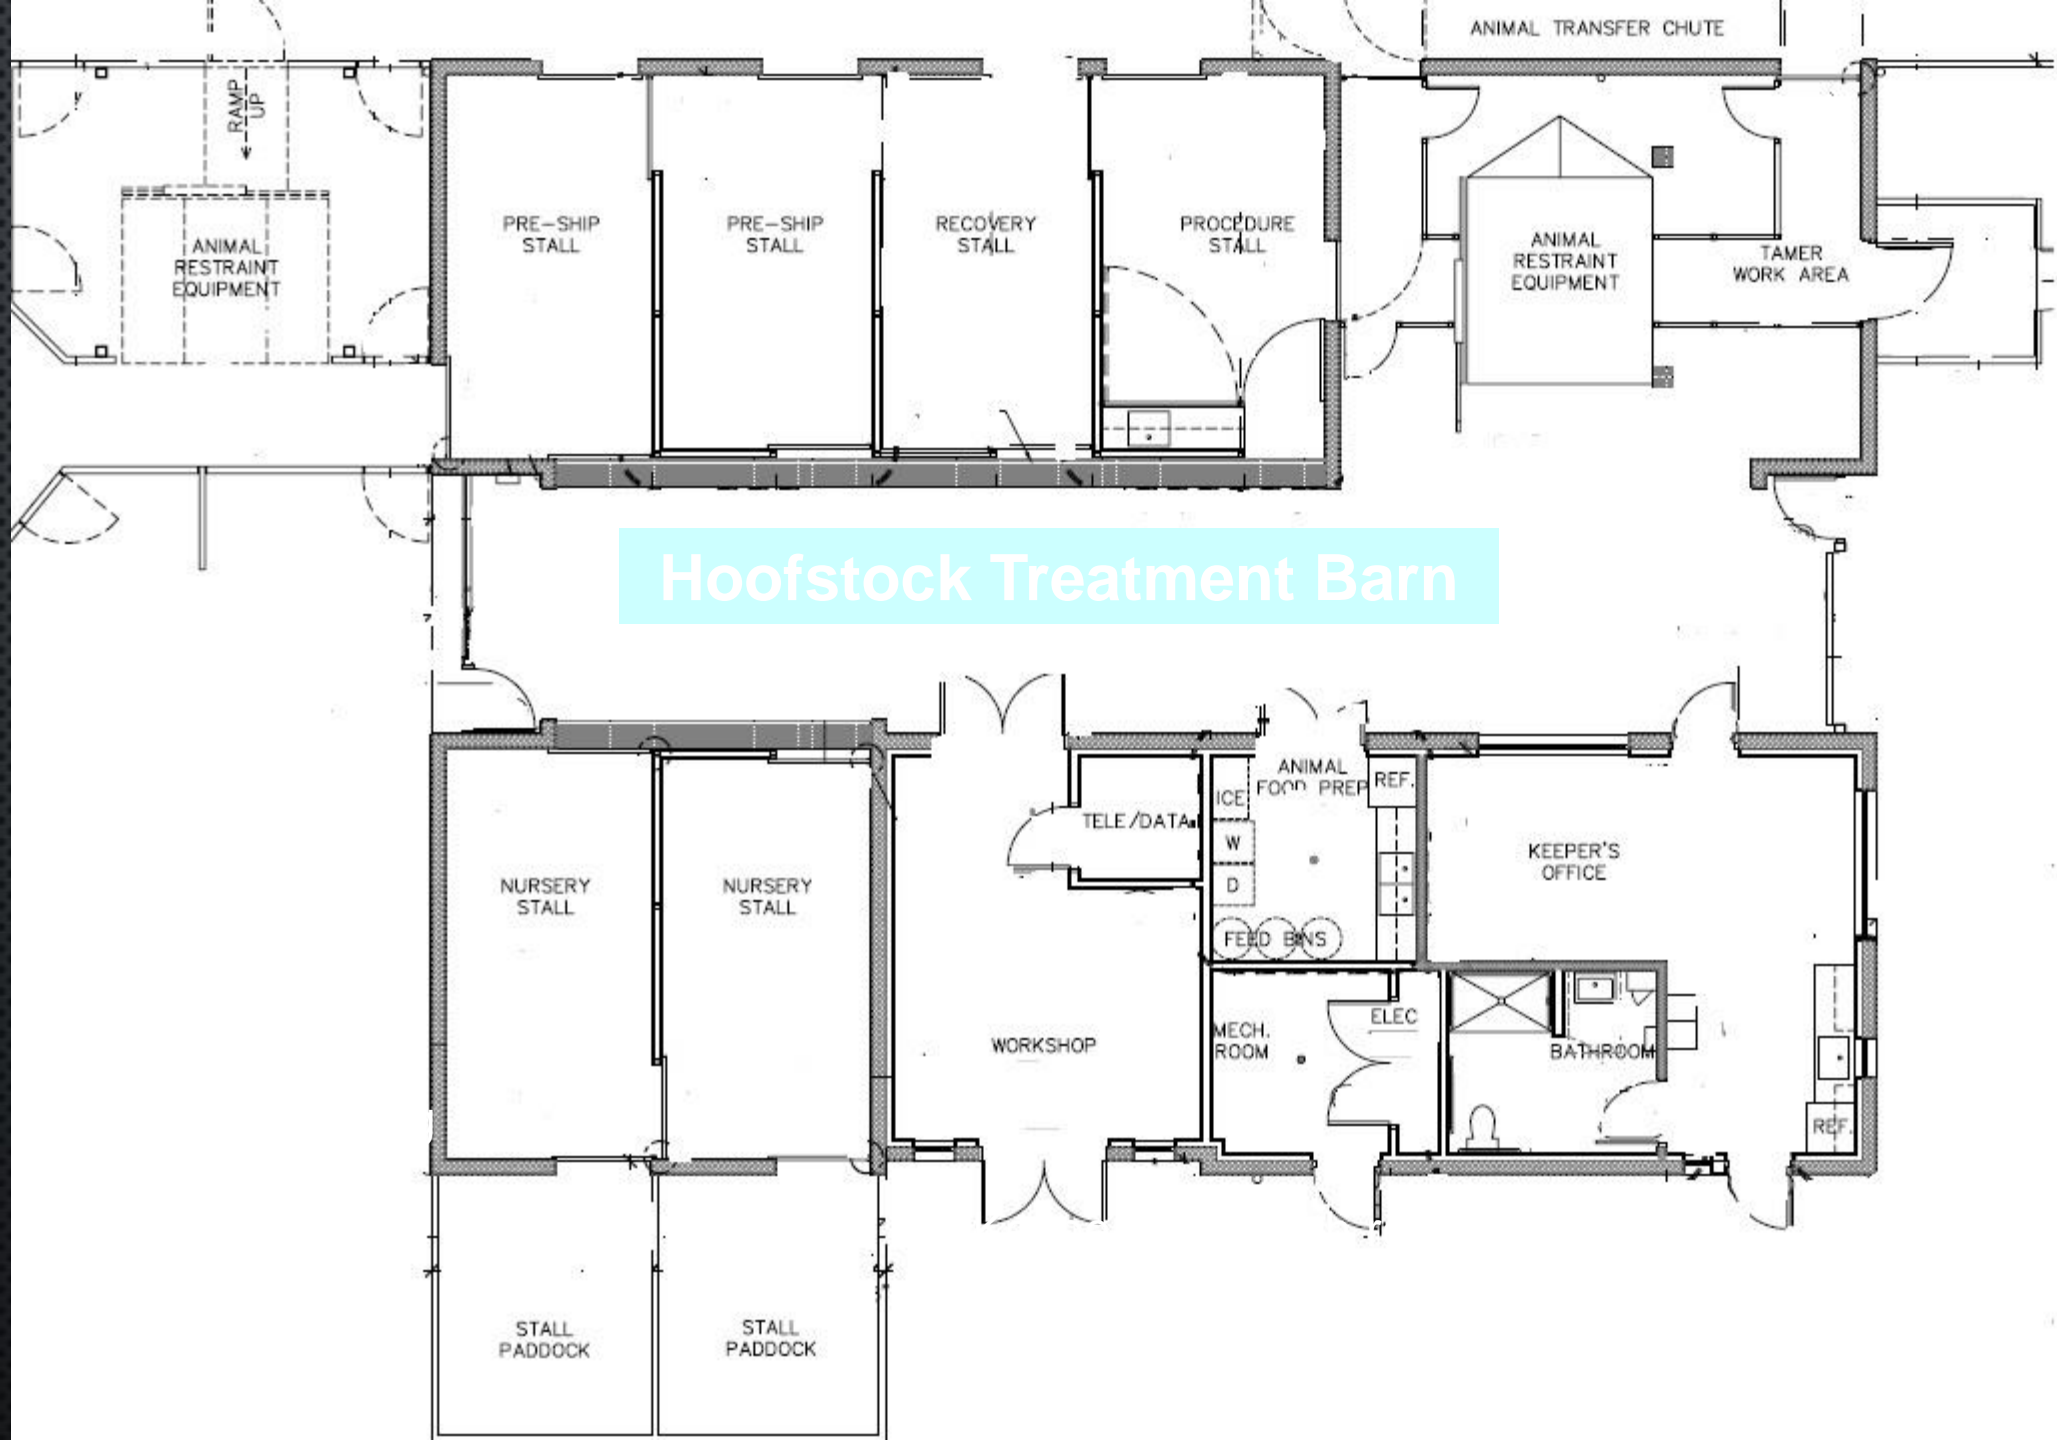 ANIMAL TRANSFER CHUTE
RAMP
UP
ANIMAL
RESTRAINT
EQUIPMENT
PRE-SHIP
STALL
PRE-SHIP
STALL
RECOVERY
STALL
PROCEDURE
STALL
ANIMAL
RESTRAINT
EQUIPMENT
TAMER
WORK AREA
Hoofstock Treatment Barn
NURSERY
STALL
NURSERY
STALL
TELE/DATA
WORKSHOP
ANIMAL
FOOD PREP
REF.
ICE
W
D
FEED BINS
MECH.
ROOM
ELEC
KEEPER'S
OFFICE
BATHROOM
REF.
STALL
PADDOCK
STALL
PADDOCK